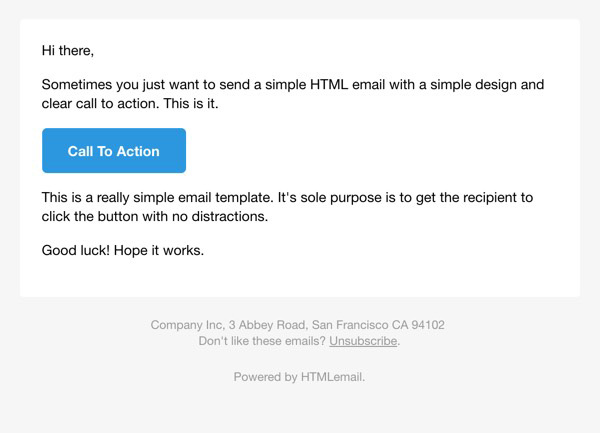 Hi there,
Sometimes you just want to send a simple HTML email with a simple design and
clear call to action. This is it.
Call To Action
This is a really simple email template. It's sole purpose is to get the recipient to
click the button with no distractions.
Good luck! Hope it works.
Company Inc, 3 Abbey Road, San Francisco CA 94102
Don't like these emails? Unsubscribe.
Powered by HTMLemail.